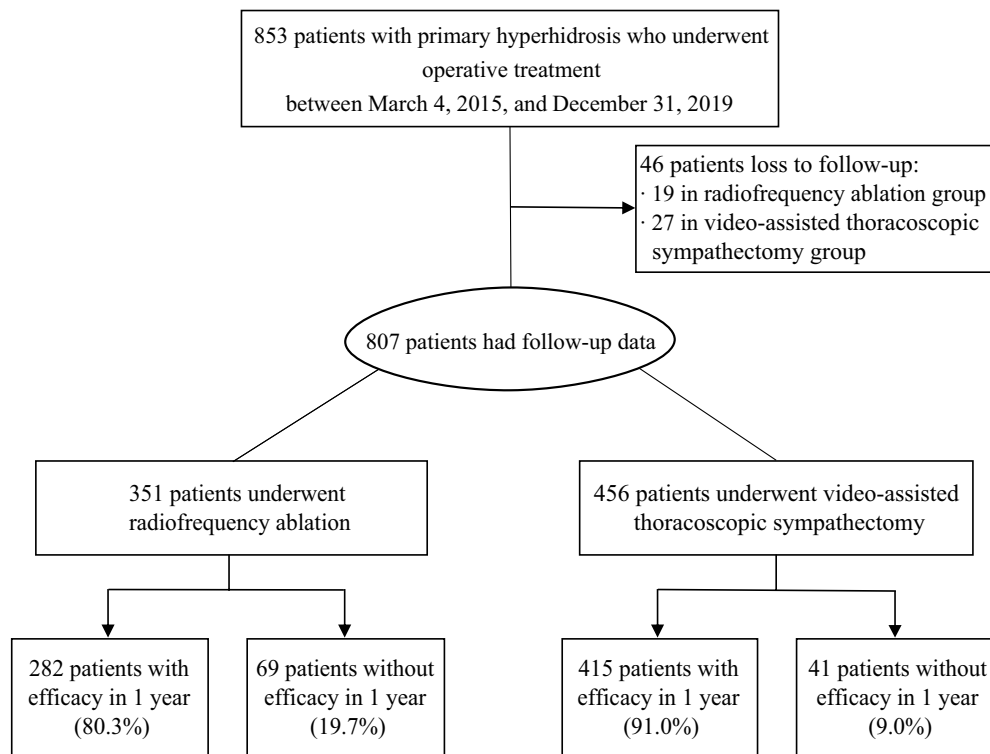 853 patients with primary hyperhidrosis who underwent
operative treatment
between March 4, 2015, and December 31, 2019
46 patients loss to follow-up:
· 19 in radiofrequency ablation group
· 27 in video-assisted thoracoscopic
sympathectomy group
807 patients had follow-up data
351 patients underwent
radiofrequency ablation
456 patients underwent video-assisted
thoracoscopic sympathectomy
282 patients with
efficacy in 1 year
(80.3%)
69 patients without
efficacy in 1 year
(19.7%)
415 patients with
efficacy in 1 year
(91.0%)
41 patients without
efficacy in 1 year
(9.0%)